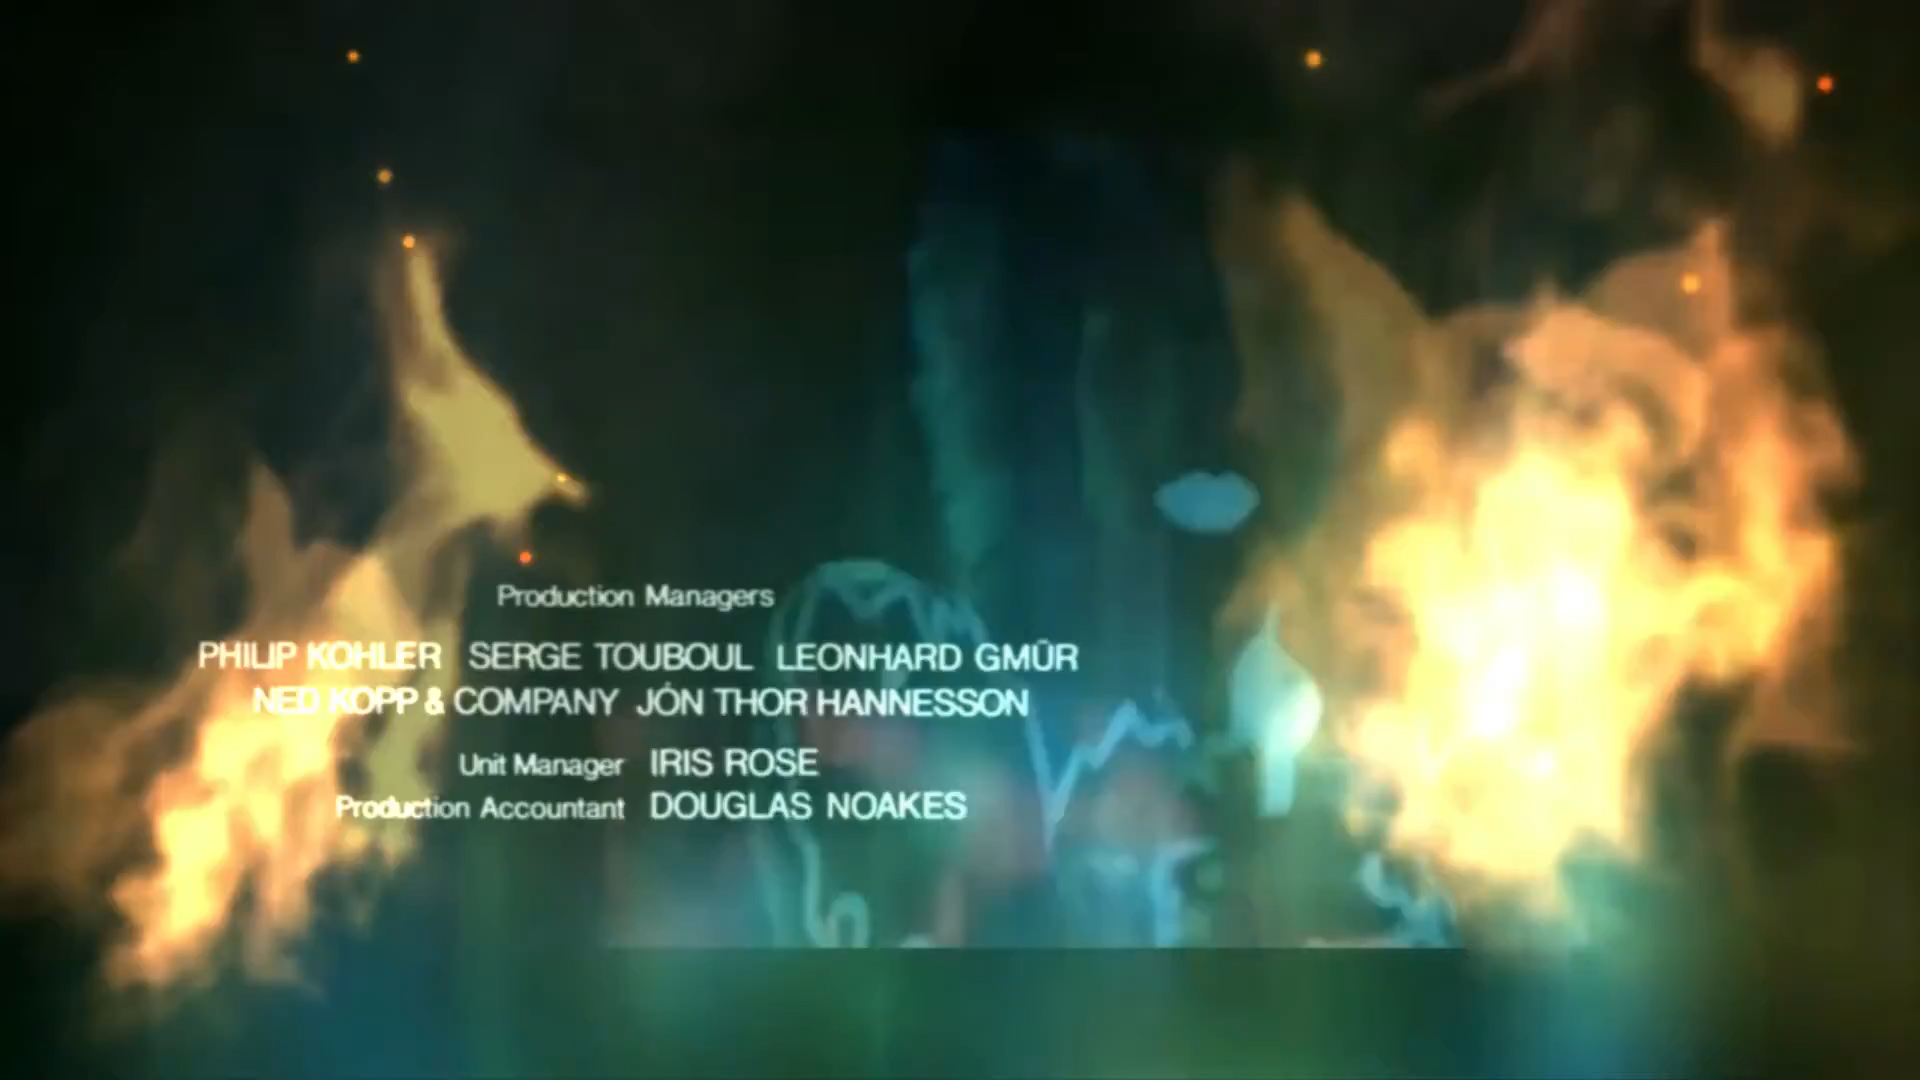 Production Managers
PHILIP KOHLER SERGE TOUBOUL LEONHARD GMÛR
NED KOPP & COMPANY JÓN THOR HANNESSON
Unit Manager IRIS ROSE
Production Accountant DOUGLAS NOAKES